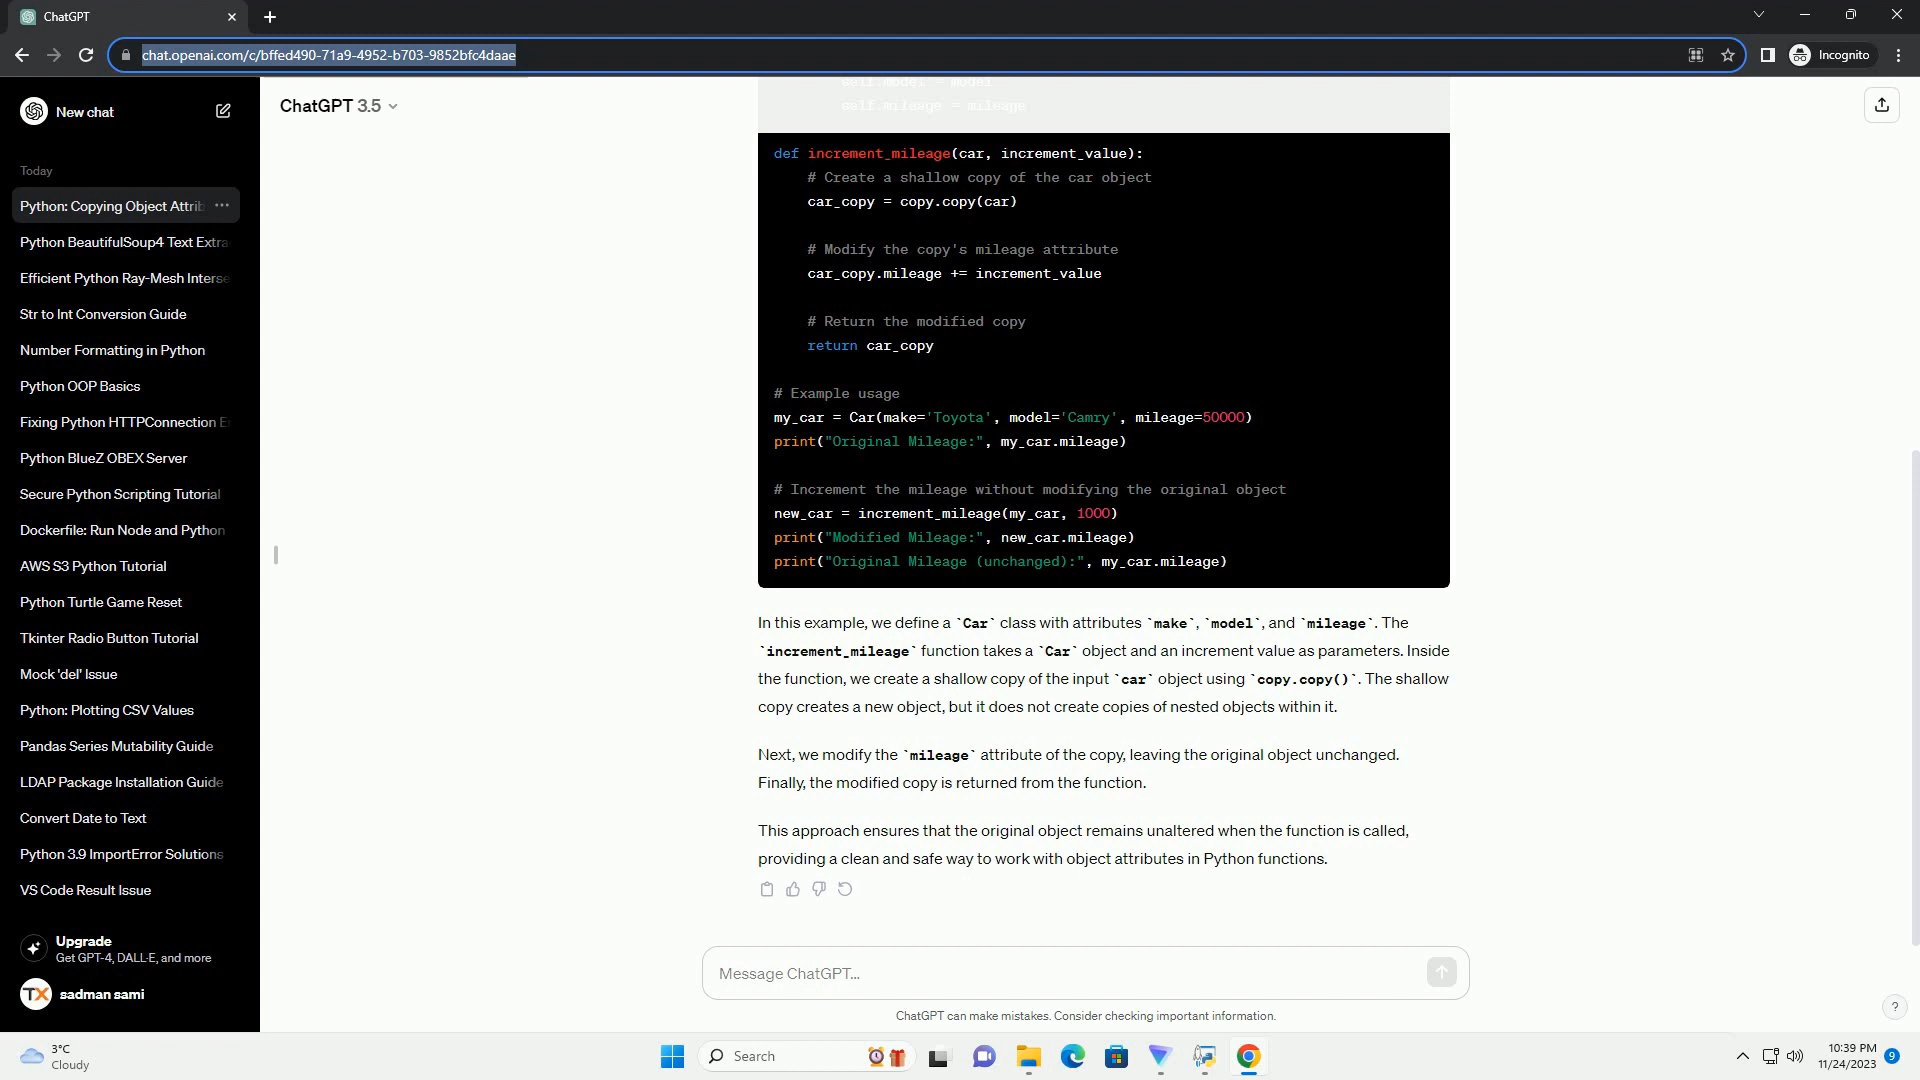 ChatGPT
chat.openai.com/c/bffed490-71a9-4952-b703-9852bfc4daae
Incognito
New chat
Today
Python: Copying Object Attrib
Python BeautifulSoup4 Text Extra
Efficient Python Ray-Mesh Interse
Str to Int Conversion Guide
Number Formatting in Python
Python OOP Basics
Fixing Python HTTPConnection E
Python BlueZ OBEX Server
Secure Python Scripting Tutorial
Dockerfile: Run Node and Python
AWS S3 Python Tutorial
Python Turtle Game Reset
Tkinter Radio Button Tutorial
Mock 'del' Issue
Python: Plotting CSV Values
Pandas Series Mutability Guide
LDAP Package Installation Guide
Convert Date to Text
Python 3.9 ImportError Solutions
VS Code Result Issue
Upgrade
Get GPT-4, DALL·E, and more
TX sadman sami
ChatGPT 3.5
self.model = model
self.mileage = mileage
def increment_mileage(car, increment_value):
# Create a shallow copy of the car object
car_copy = copy.copy(car)
# Modify the copy's mileage attribute
car_copy.mileage += increment_value
# Return the modified copy
return car_copy
# Example usage
my_car = Car(make='Toyota', model='Camry', mileage=50000)
print("Original Mileage:", my_car.mileage)
# Increment the mileage without modifying the original object
new_car = increment_mileage(my_car, 1000)
print("Modified Mileage:", new_car.mileage)
print("Original Mileage (unchanged):", my_car.mileage)
In this example, we define a `Car` class with attributes `make`, `model`, and `mileage`. The
`increment_mileage` function takes a `Car` object and an increment value as parameters. Inside
the function, we create a shallow copy of the input `car` object using `copy.copy()`. The shallow
copy creates a new object, but it does not create copies of nested objects within it.
Next, we modify the `mileage` attribute of the copy, leaving the original object unchanged.
Finally, the modified copy is returned from the function.
This approach ensures that the original object remains unaltered when the function is called,
providing a clean and safe way to work with object attributes in Python functions.
Message ChatGPT...
ChatGPT can make mistakes. Consider checking important information.
?
3°C
Cloudy
Search
10:39 PM
11/24/2023
9